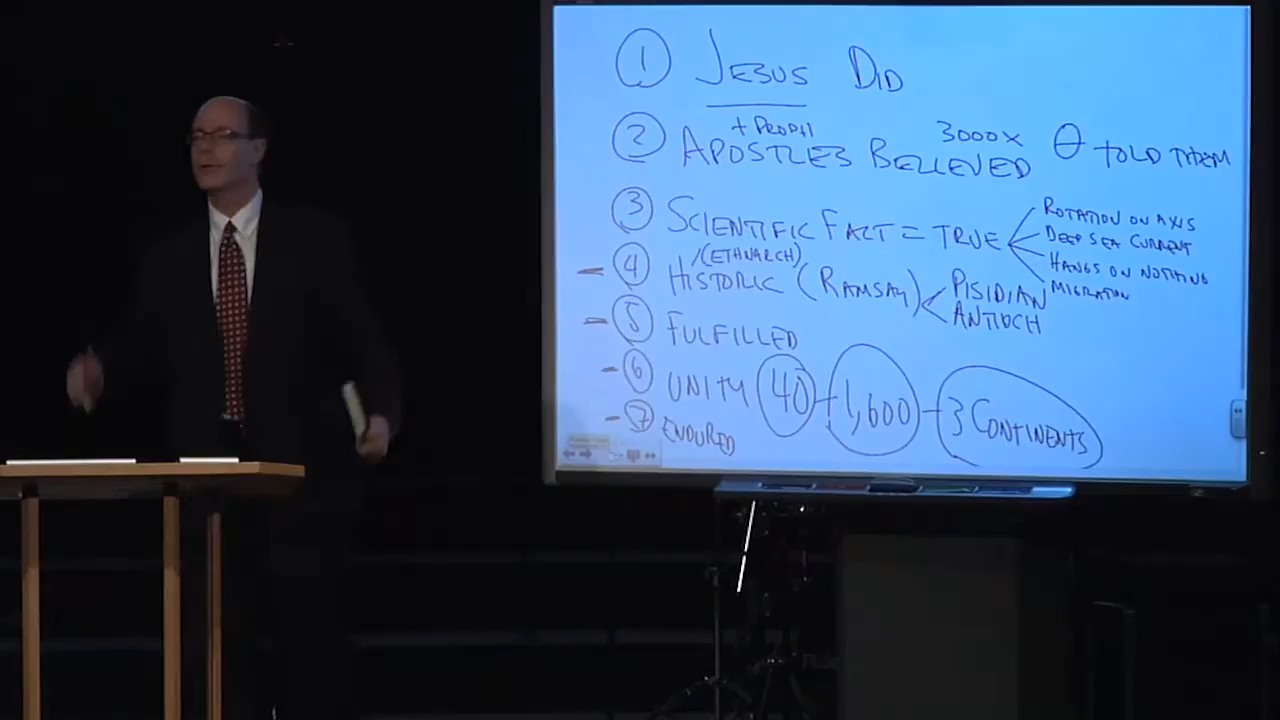 ① JESUS DID
+ PROPH 3000X
② APOSTLES BELIEVED θ TOLD THEM
ROTATION ON AXIS
③ SCIENTIFIC FACT = TRUE DEEP SEA CURRENT
/(ETHNARCH) HANGS ON NOTHING
④ HISTORIC (RAMSAY) PISIDIAN MIGRATION
ANTIOCH
⑤ FULFILLED
⑥ UNITY 40 - 1,600 - 3 CONTINENTS
⑦ ENDURED